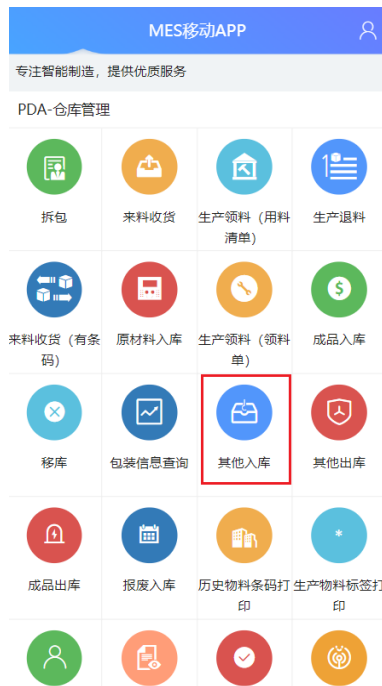 MES移动APP
专注智能制造，提供优质服务
PDA-仓库管理
拆包
来料收货
生产领料（用料
清单）
生产退料
来料收货（有条
码）
原材料入库
生产领料（领料
单）
成品入库
移库
包装信息查询
其他入库
其他出库
成品出库
报废入库
历史物料条码打
印
生产物料标签打
印